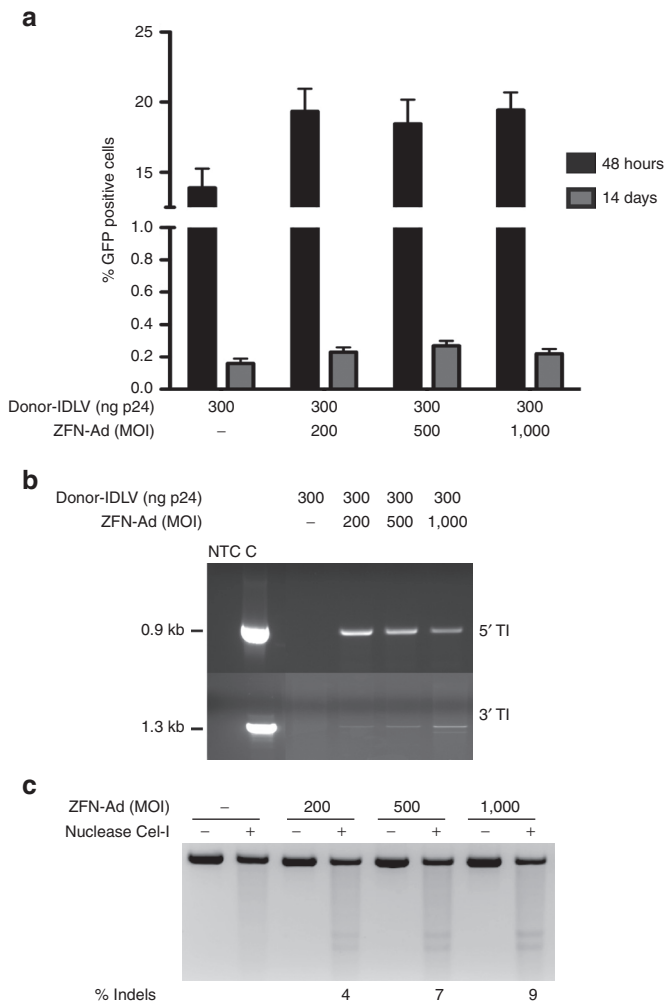 a
25
20
15
1.0
0.8
0.6
0.4
0.2
0.0
% GFP positive cells
48 hours
14 days
Donor-IDLV (ng p24) 300 300 300 300
ZFN-Ad (MOI) – 200 500 1,000
b
Donor-IDLV (ng p24) 300 300 300 300
ZFN-Ad (MOI) – 200 500 1,000
NTC C
0.9 kb 5′ TI
3′ TI
1.3 kb
c
ZFN-Ad (MOI) – 200 500 1,000
Nuclease Cel-I – + – + – + – +
% Indels 4 7 9